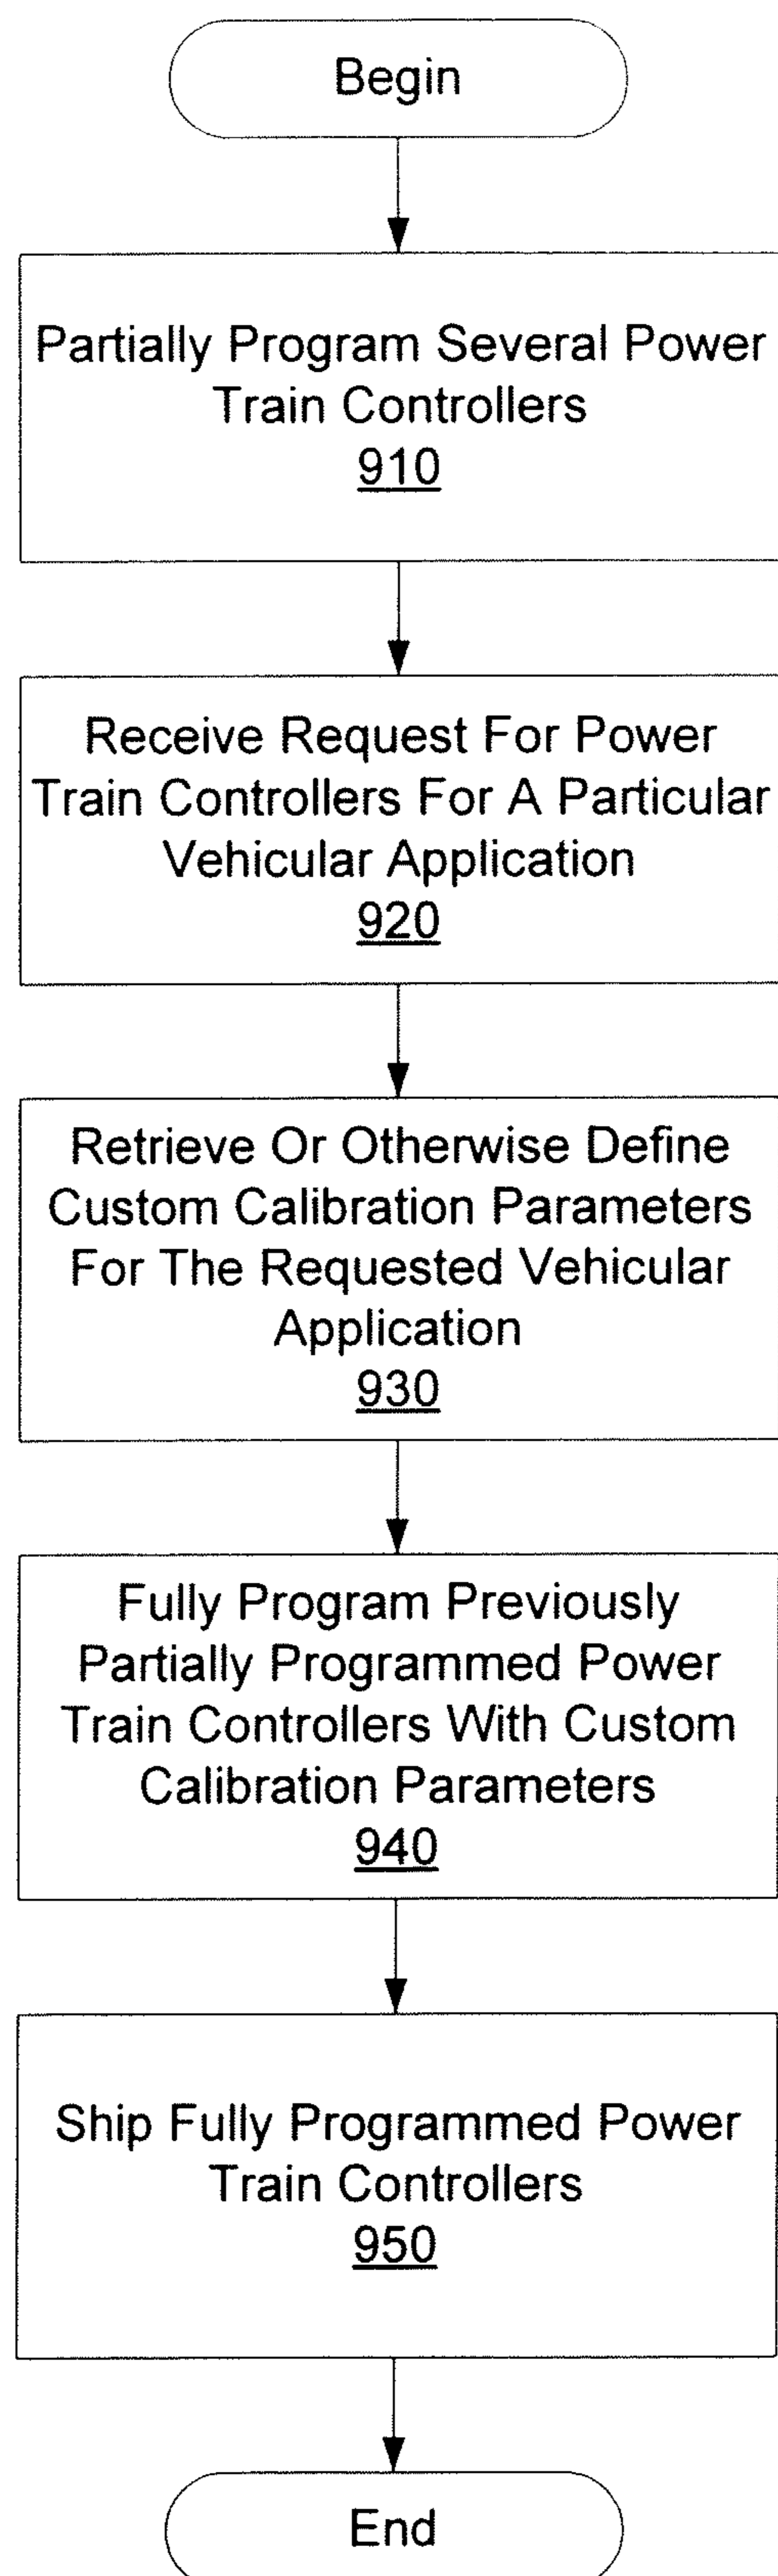 Begin
Partially Program Several Power
Train Controllers
910
Receive Request For Power
Train Controllers For A Particular
Vehicular Application
920
Retrieve Or Otherwise Define
Custom Calibration Parameters
For The Requested Vehicular
Application
930
Fully Program Previously
Partially Programmed Power
Train Controllers With Custom
Calibration Parameters
940
Ship Fully Programmed Power
Train Controllers
950
End